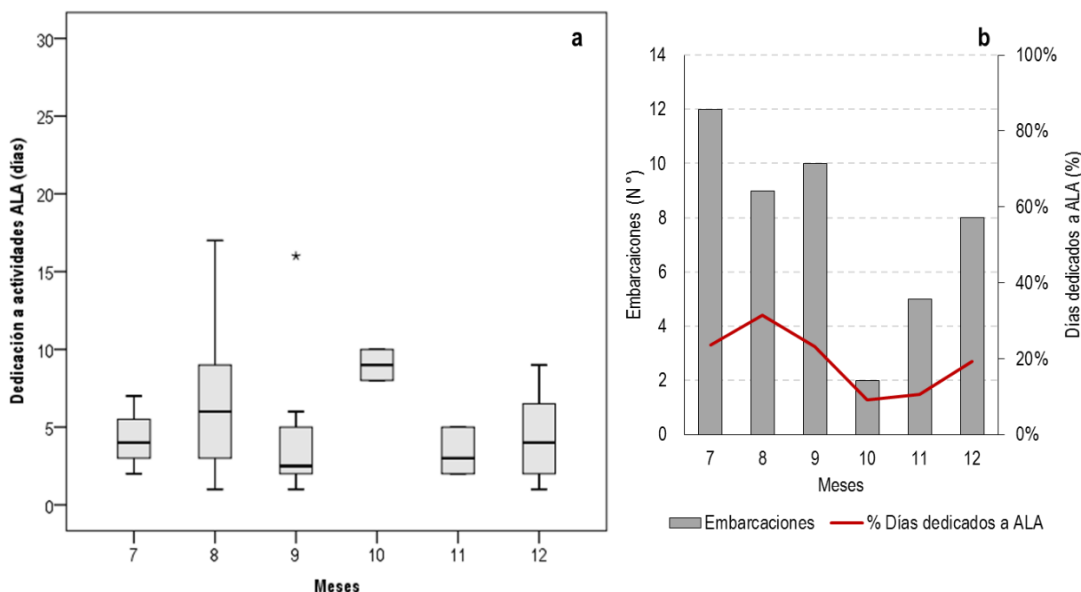 a
Dedicación a actividades ALA (días)
30
25
20
15
10
5
0
7 8 9 10 11 12
Meses
b
Embarcaicones (N °)
14
12
10
8
6
4
2
0
100%
80%
60%
40%
20%
0%
Días dedicados a ALA (%)
7 8 9 10 11 12
Meses
Embarcaciones % Días dedicados a ALA